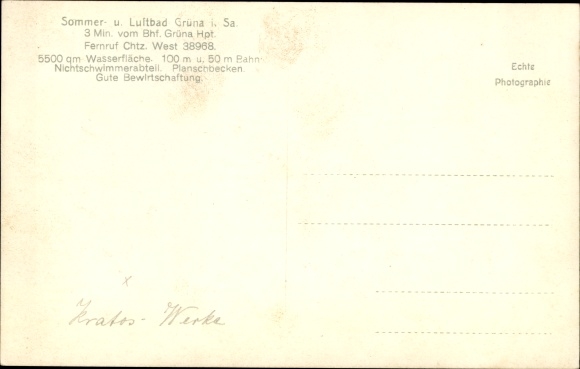 Sommer- u. Luftbad Grüna i. Sa.
3 Min. vom Bhf. Grüna Hpt.
Fernruf Chtz. West 38968.
5500 qm Wasserfläche. 100 m u. 50 m Bahn
Nichtschwimmerabteil. Planschbecken.
Gute Bewirtschaftung.
Echte
Photographie
x
Kratos- Werke